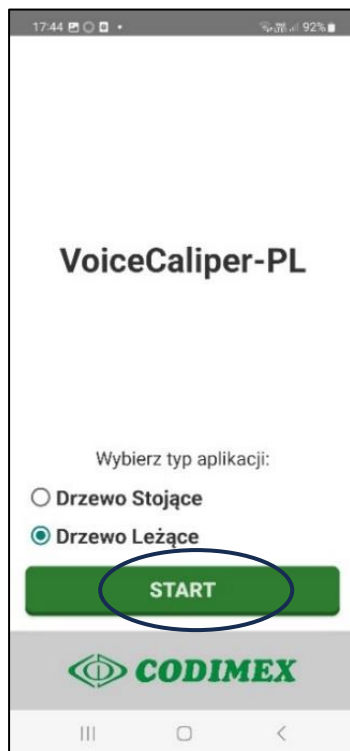 17:44 92%
VoiceCaliper-PL
Wybierz typ aplikacji:
Drzewo Stojące
Drzewo Leżące
START
CODIMEX